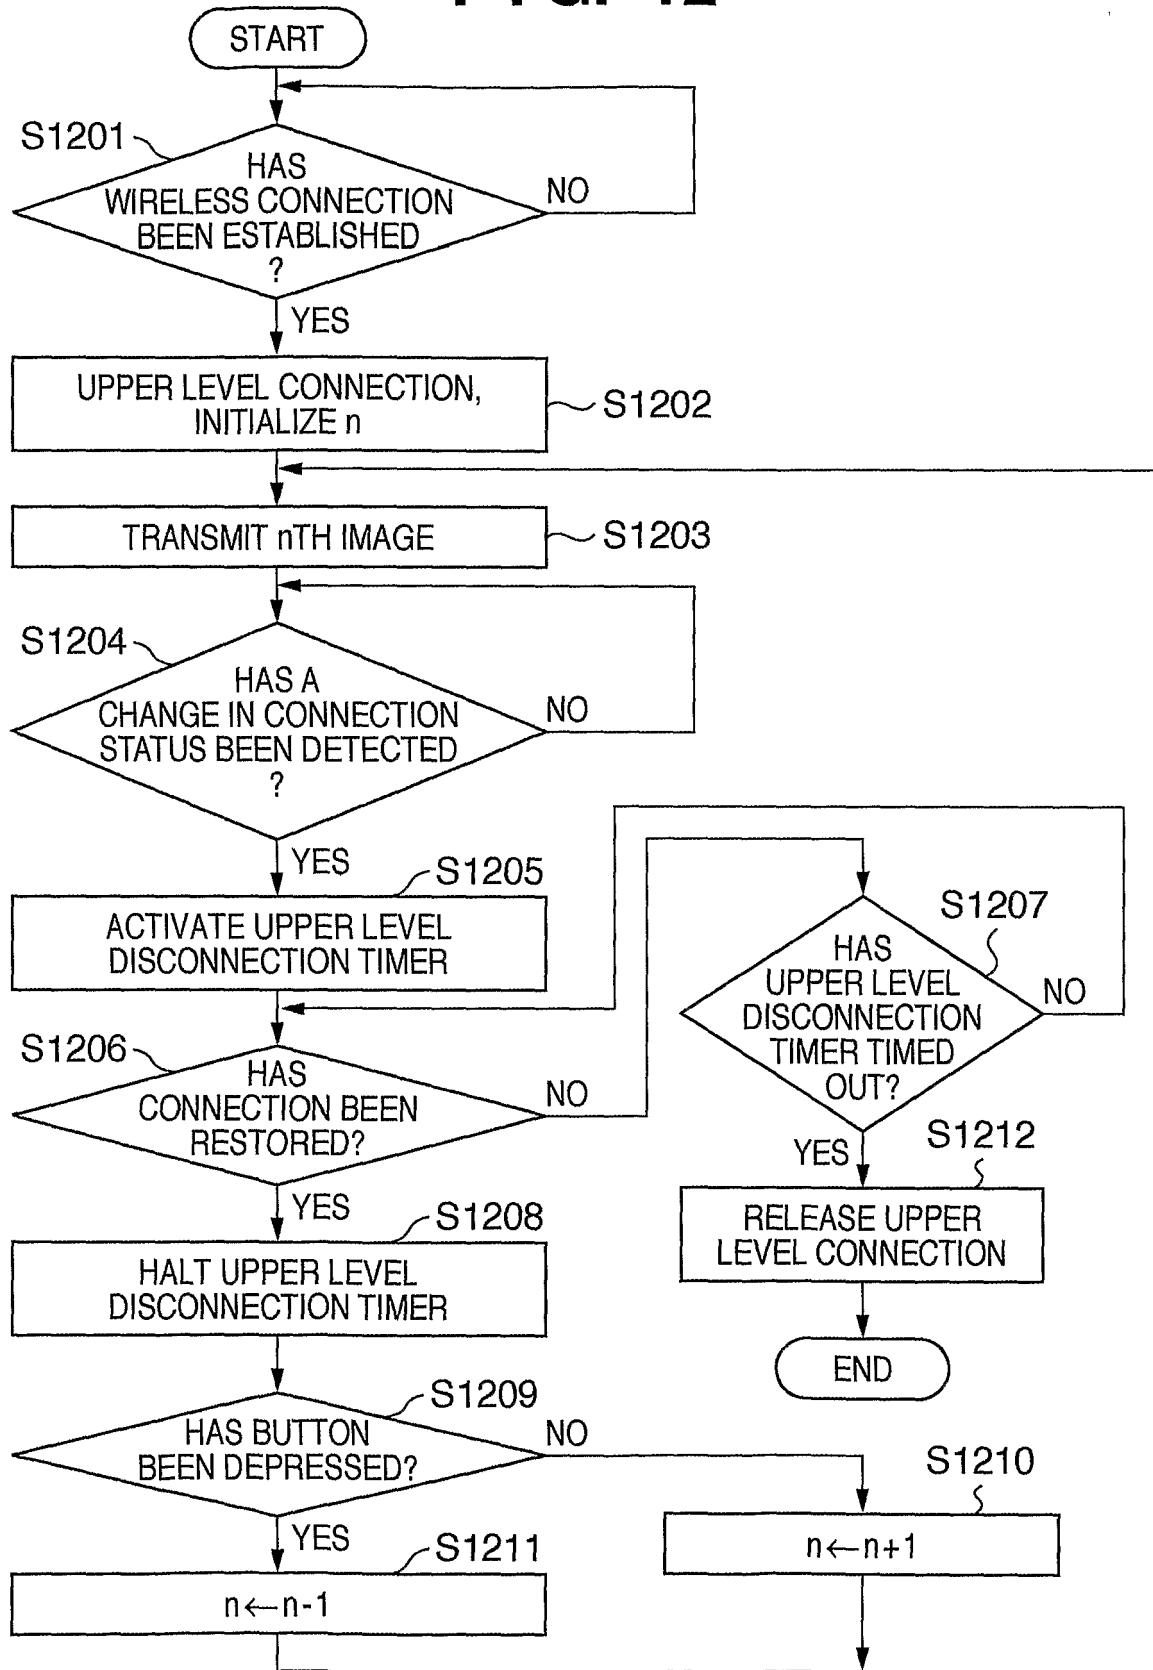 START
S1201
HAS
WIRELESS CONNECTION
BEEN ESTABLISHED
?
NO
YES
UPPER LEVEL CONNECTION,
INITIALIZE n
S1202
TRANSMIT nTH IMAGE
S1203
S1204
HAS A
CHANGE IN CONNECTION
STATUS BEEN DETECTED
?
NO
YES
S1205
ACTIVATE UPPER LEVEL
DISCONNECTION TIMER
S1207
HAS
UPPER LEVEL
DISCONNECTION
TIMER TIMED
OUT?
NO
S1206
HAS
CONNECTION BEEN
RESTORED?
NO
YES
S1212
RELEASE UPPER
LEVEL CONNECTION
YES
S1208
HALT UPPER LEVEL
DISCONNECTION TIMER
END
S1209
HAS BUTTON
BEEN DEPRESSED?
NO
S1210
n←n+1
YES
S1211
n←n-1